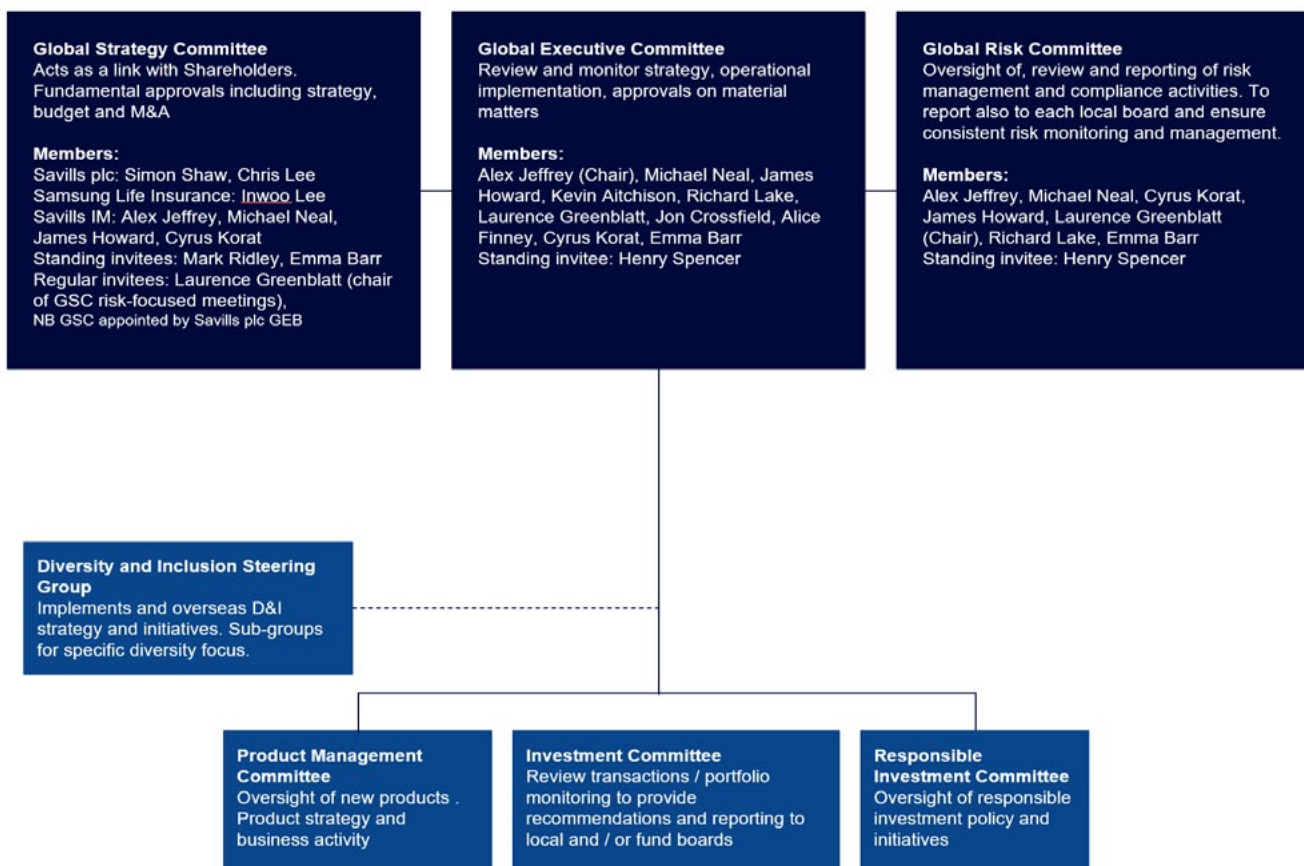 Global Strategy Committee
Acts as a link with Shareholders.
Fundamental approvals including strategy,
budget and M&A
Members:
Savills plc: Simon Shaw, Chris Lee
Samsung Life Insurance: Inwoo Lee
Savills IM: Alex Jeffrey, Michael Neal,
James Howard, Cyrus Korat
Standing invitees: Mark Ridley, Emma Barr
Regular invitees: Laurence Greenblatt (chair
of GSC risk-focused meetings),
NB GSC appointed by Savills plc GEB
Global Executive Committee
Review and monitor strategy, operational
implementation, approvals on material
matters
Members:
Alex Jeffrey (Chair), Michael Neal, James
Howard, Kevin Aitchison, Richard Lake,
Laurence Greenblatt, Jon Crossfield, Alice
Finney, Cyrus Korat, Emma Barr
Standing invitee: Henry Spencer
Global Risk Committee
Oversight of, review and reporting of risk
management and compliance activities. To
report also to each local board and ensure
consistent risk monitoring and management.
Members:
Alex Jeffrey, Michael Neal, Cyrus Korat,
James Howard, Laurence Greenblatt
(Chair), Richard Lake, Emma Barr
Standing invitee: Henry Spencer
Diversity and Inclusion Steering
Group
Implements and overseas D&I
strategy and initiatives. Sub-groups
for specific diversity focus.
Product Management
Committee
Oversight of new products .
Product strategy and
business activity
Investment Committee
Review transactions / portfolio
monitoring to provide
recommendations and reporting to
local and / or fund boards
Responsible
Investment Committee
Oversight of responsible
investment policy and
initiatives